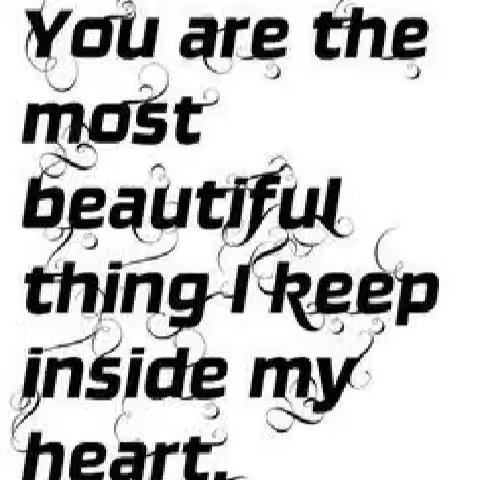 You are the
most
beautiful
thing I keep
inside my
heart.